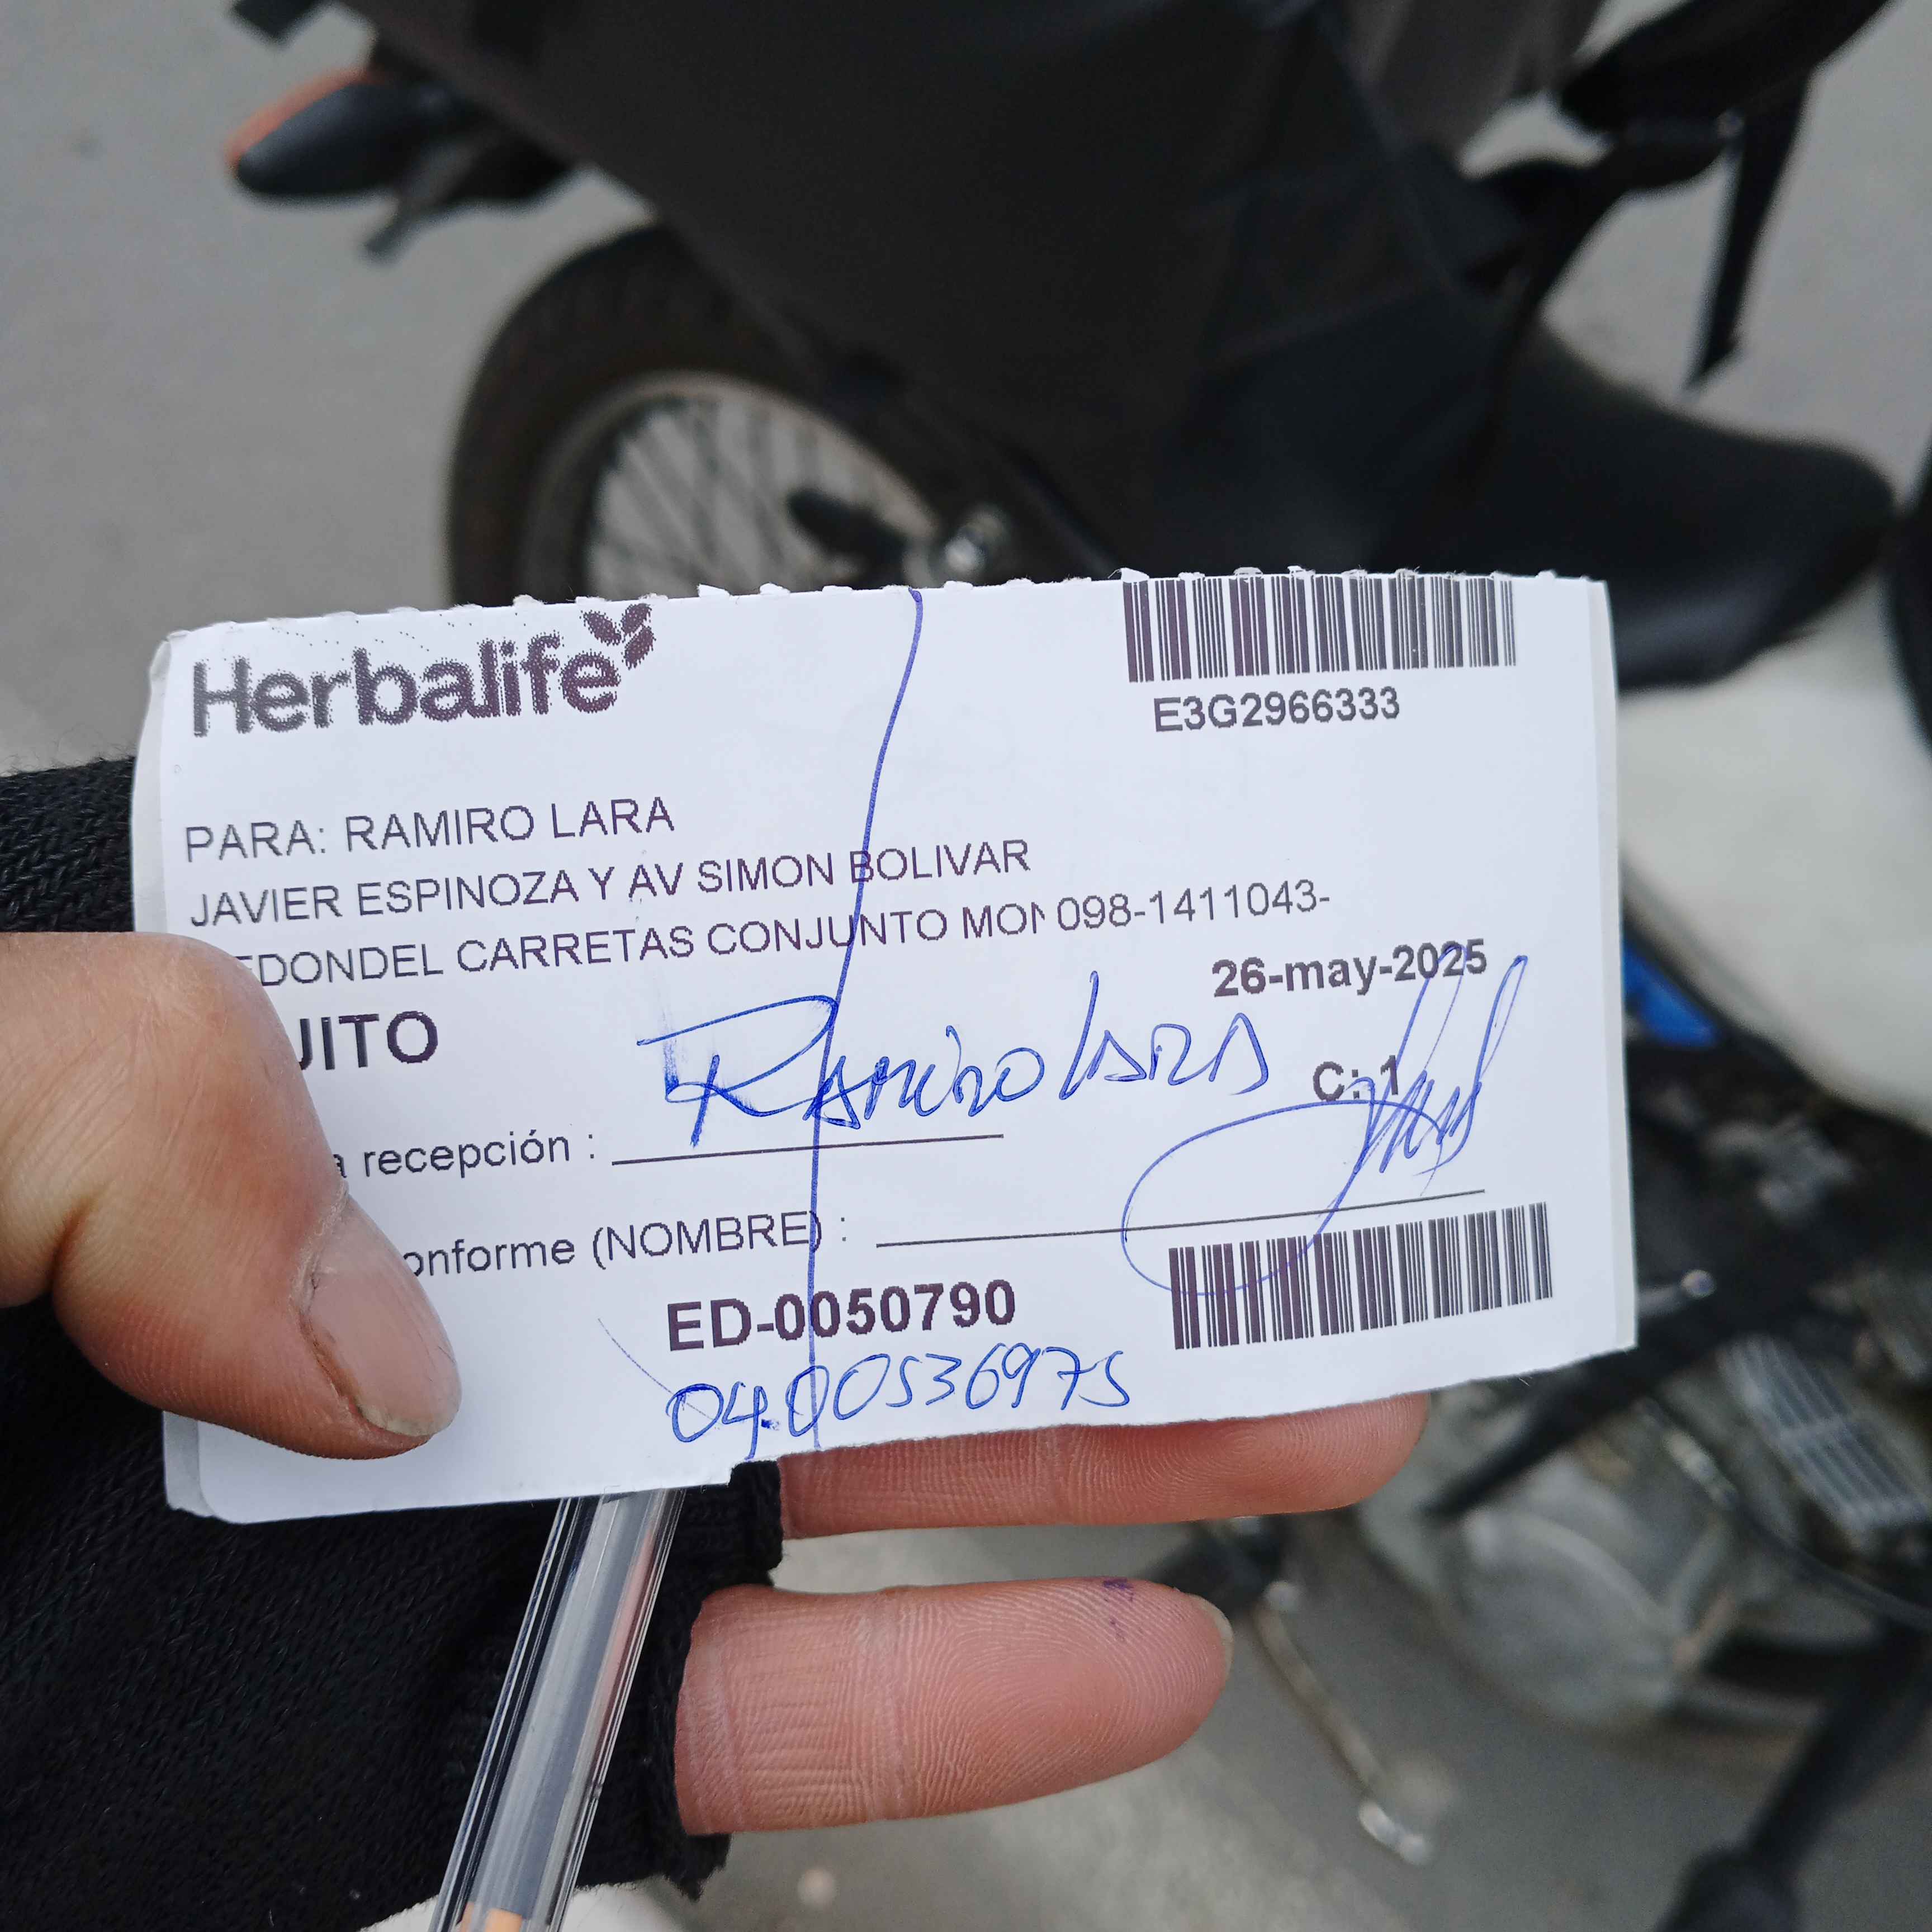 Herbalife
E3G2966333
PARA: RAMIRO LARA
JAVIER ESPINOZA Y AV SIMON BOLIVAR
EDONDEL CARRETAS CONJUNTO MON 098-1411043-
26-may-2025
UITO
RAMIRO LARA
C: 1
a recepción :
onforme (NOMBRE) :
ED-0050790
0400536975